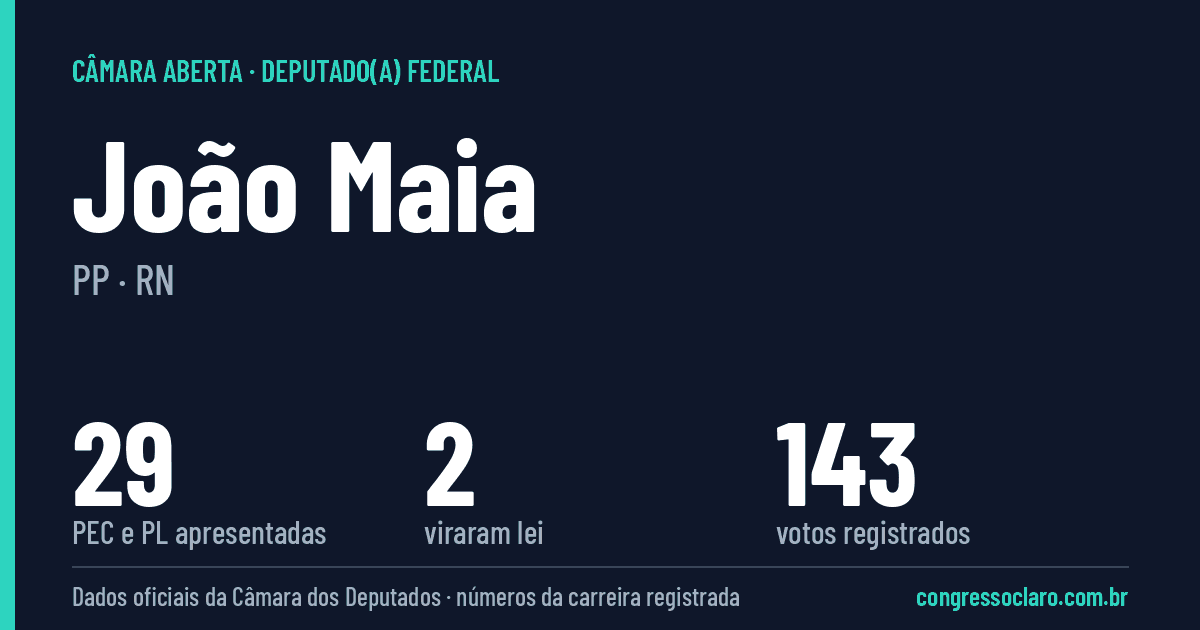 CÂMARA ABERTA · DEPUTADO(A) FEDERAL
João Maia
PP · RN
29
PEC e PL apresentadas
2
viraram lei
143
votos registrados
Dados oficiais da Câmara dos Deputados · números da carreira registrada
congressoclaro.com.br